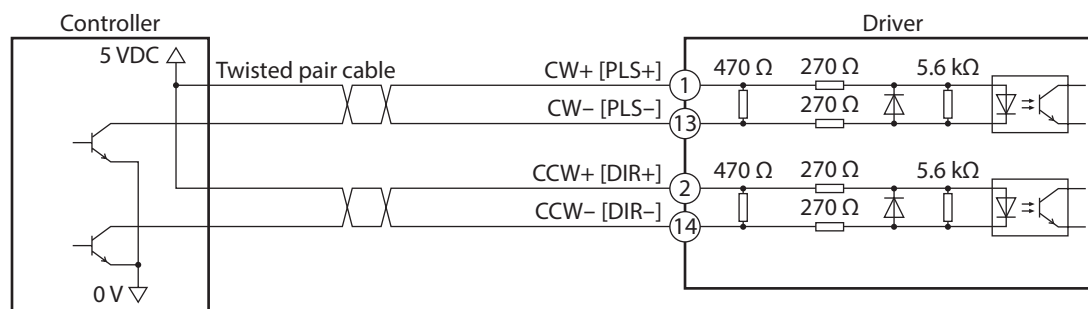 Controller
Driver
5 VDC
Twisted pair cable
CW+ [PLS+]
1
470 Ω
270 Ω
5.6 kΩ
CW– [PLS–]
13
270 Ω
CCW+ [DIR+]
2
470 Ω
270 Ω
5.6 kΩ
CCW– [DIR–]
14
270 Ω
0 V